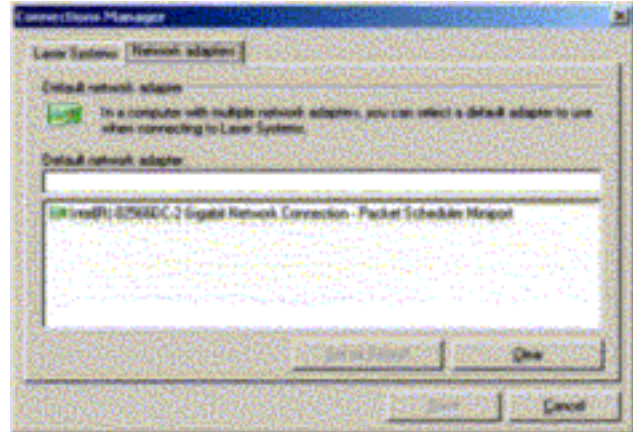 Connections Manager
Laser Systems Network adapters
Default network adapter
In a computer with multiple network adapters, you can select a default adapter to use
when connecting to Laser Systems.
Default network adapter
Intel(R) 82566DC-2 Gigabit Network Connection - Packet Scheduler Miniport
Set as Default Clear
Cancel